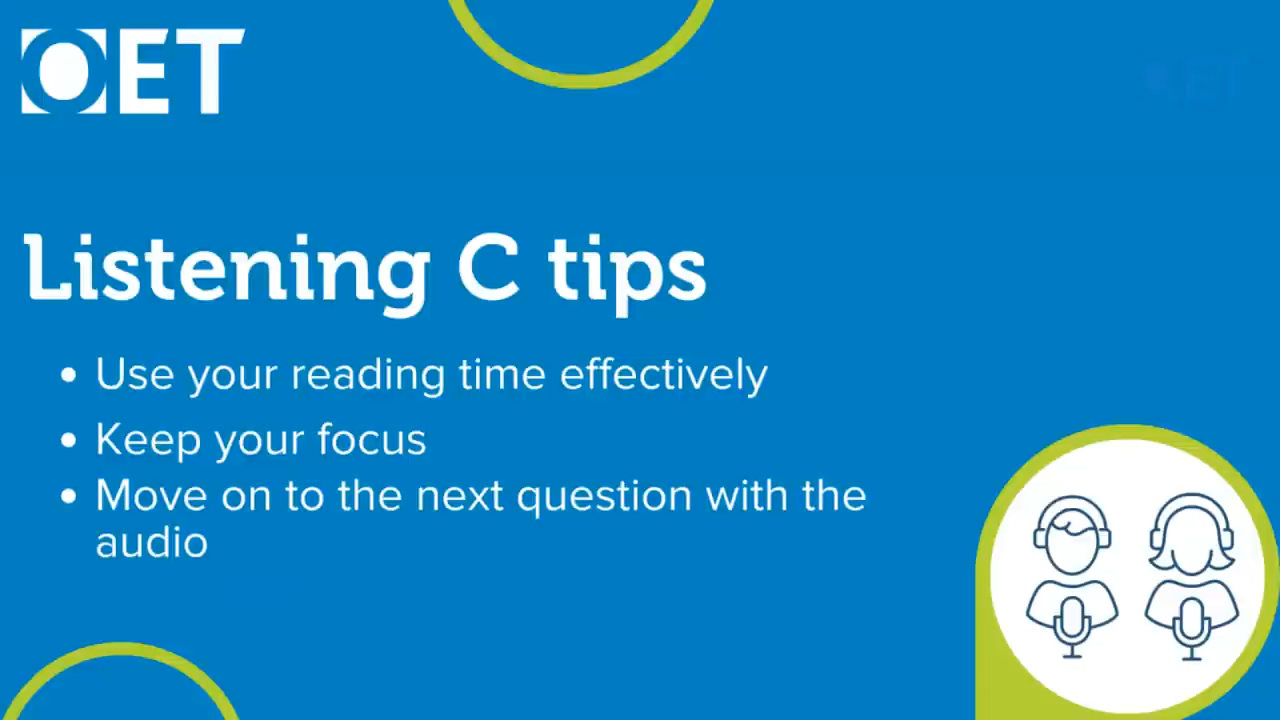 OET
Listening C tips
• Use your reading time effectively
• Keep your focus
• Move on to the next question with the
audio